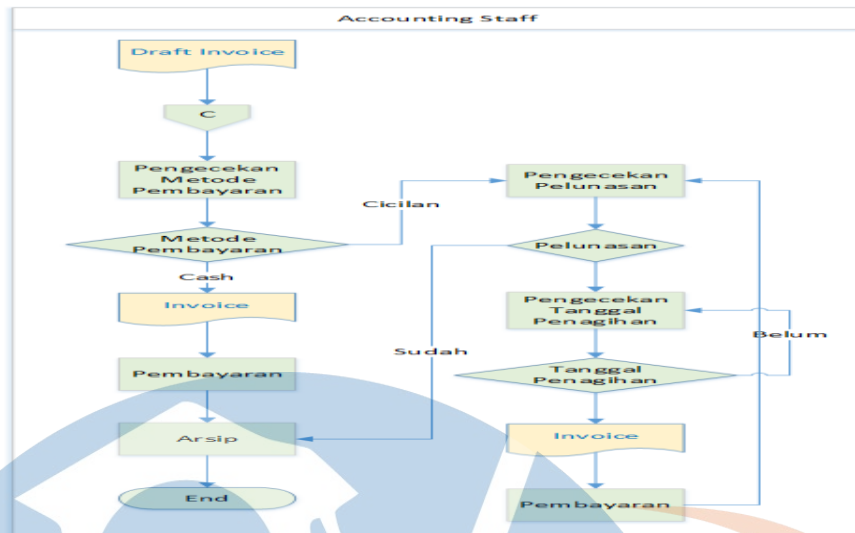 Accounting Staff
Draft Invoice
C
Pengecekan
Metode
Pembayaran
Metode
Pembayaran
Cash
Invoice
Pembayaran
Arsip
End
Cicilan
Sudah
Pengecekan
Pelunasan
Pelunasan
Pengecekan
Tanggal
Penagihan
Tanggal
Penagihan
Belum
Invoice
Pembayaran